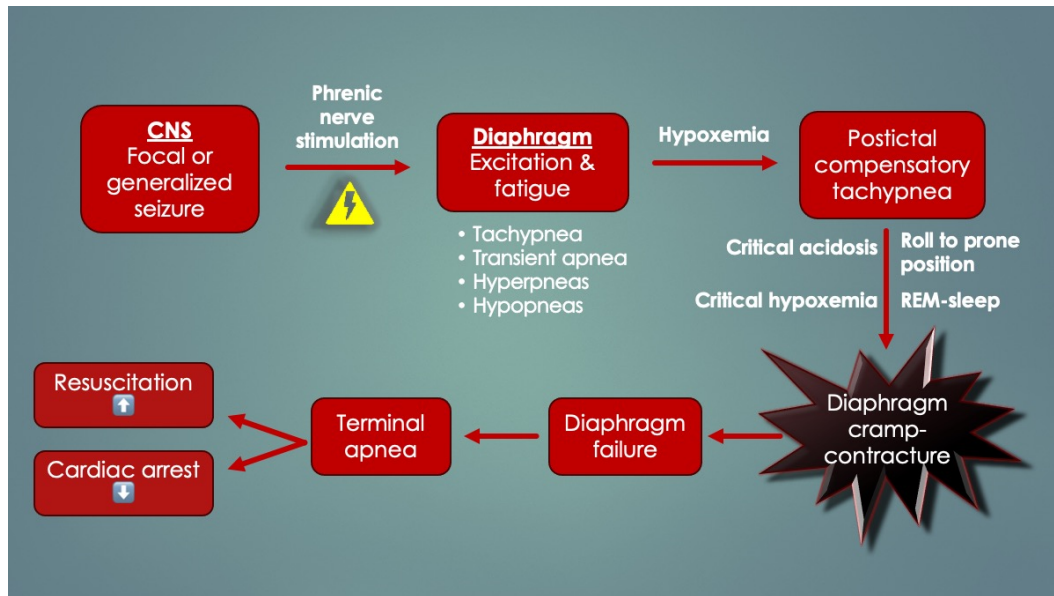 CNS
Focal or
generalized
seizure
Phrenic
nerve
stimulation
Diaphragm
Excitation &
fatigue
• Tachypnea
• Transient apnea
• Hyperpneas
• Hypopneas
Hypoxemia
Postictal
compensatory
tachypnea
Critical acidosis
Critical hypoxemia
Roll to prone
position
REM-sleep
Diaphragm
cramp-
contracture
Diaphragm
failure
Terminal
apnea
Resuscitation
⬆️
Cardiac arrest
⬇️